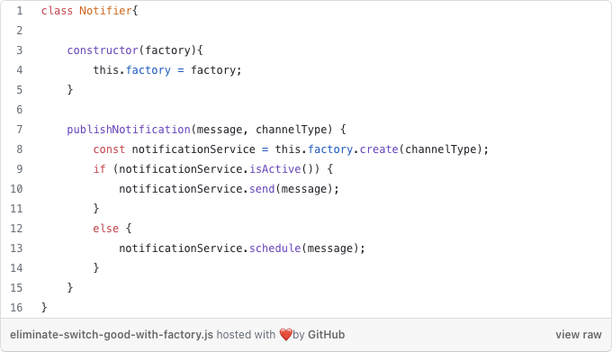 1 class Notifier{
2
3     constructor(factory){
4         this.factory = factory;
5     }
6
7     publishNotification(message, channelType) {
8         const notificationService = this.factory.create(channelType);
9         if (notificationService.isActive()) {
10             notificationService.send(message);
11         }
12         else {
13             notificationService.schedule(message);
14         }
15     }
16 }
eliminate-switch-good-with-factory.js hosted with ❤ by GitHub view raw